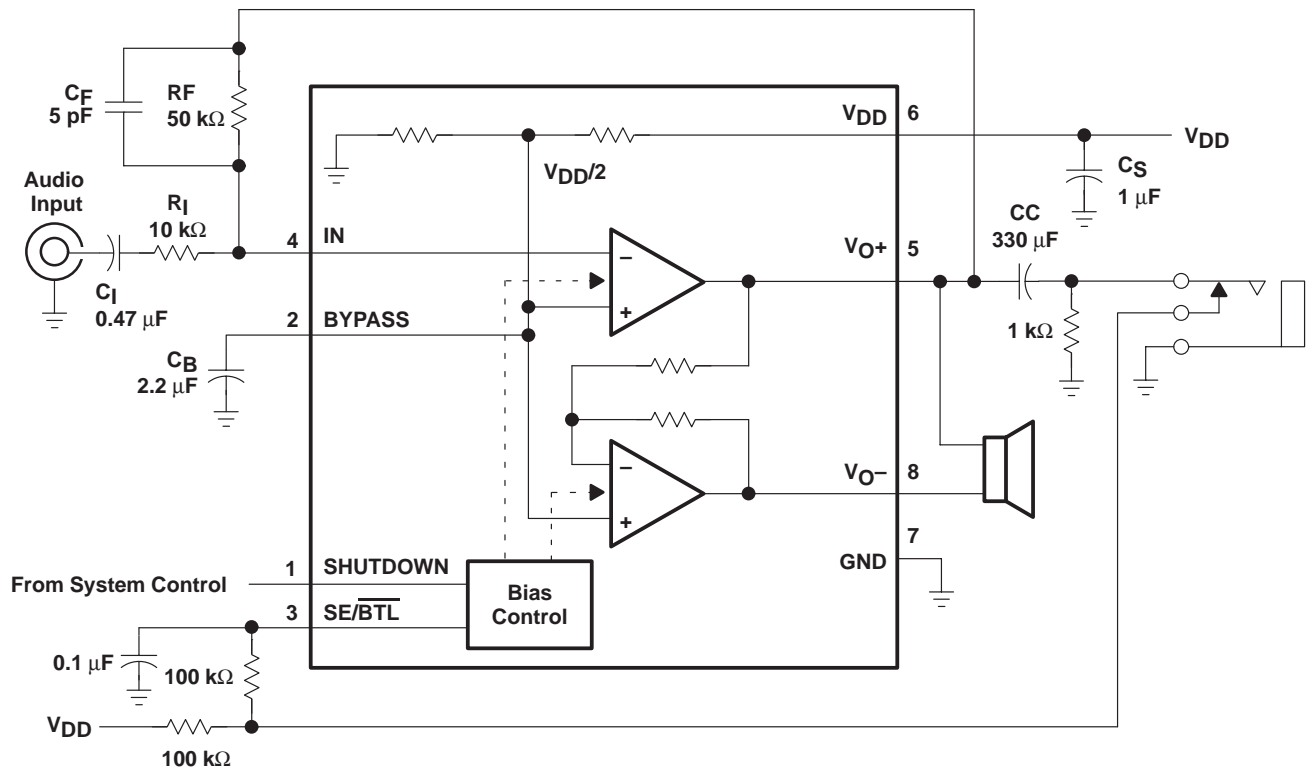 CF
5 pF
RF
50 kΩ
Audio
Input
RI
10 kΩ
CI
0.47 μF
4
IN
2
BYPASS
CB
2.2 μF
VDD/2
VDD
6
VDD
CS
1 μF
CC
330 μF
VO+
5
1 kΩ
−
+
−
+
VO−
8
7
GND
From System Control
1
SHUTDOWN
3
SE/BTL
Bias
Control
0.1 μF
100 kΩ
VDD
100 kΩ